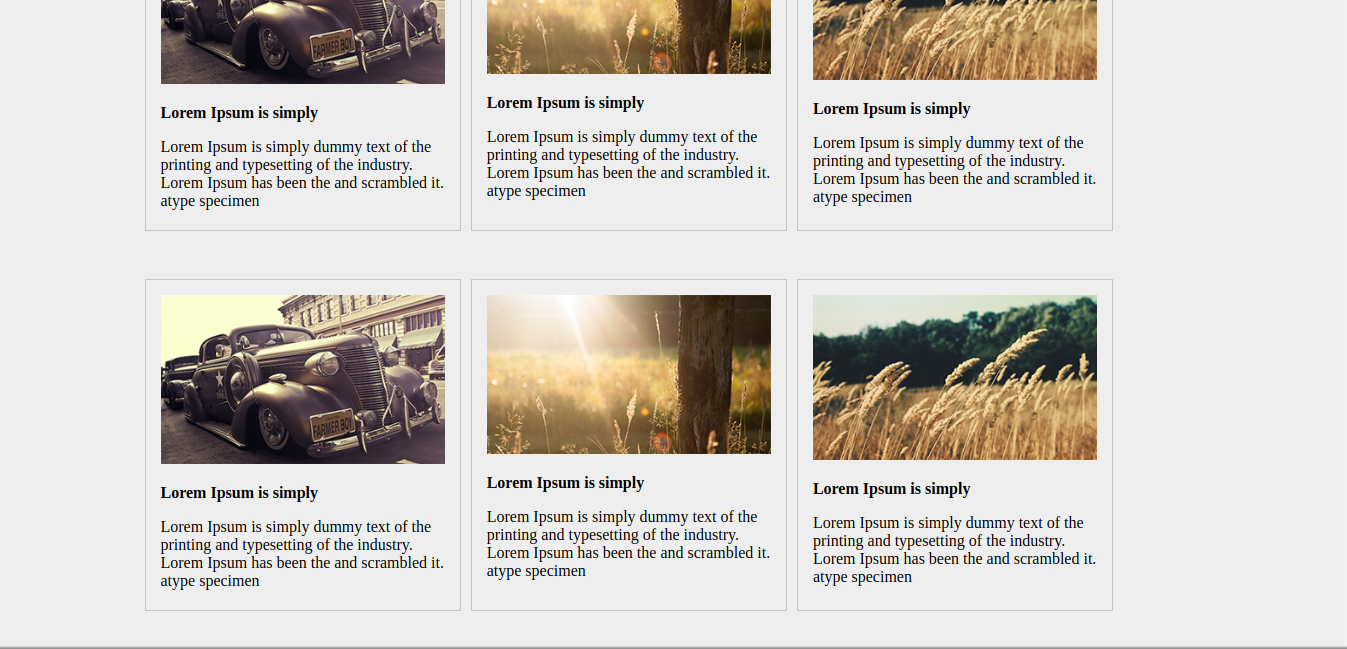 FARMER BOY
Lorem Ipsum is simply
Lorem Ipsum is simply dummy text of the
printing and typesetting of the industry.
Lorem Ipsum has been the and scrambled it.
atype specimen
Lorem Ipsum is simply
Lorem Ipsum is simply dummy text of the
printing and typesetting of the industry.
Lorem Ipsum has been the and scrambled it.
atype specimen
Lorem Ipsum is simply
Lorem Ipsum is simply dummy text of the
printing and typesetting of the industry.
Lorem Ipsum has been the and scrambled it.
atype specimen
FARMER BOY
Lorem Ipsum is simply
Lorem Ipsum is simply dummy text of the
printing and typesetting of the industry.
Lorem Ipsum has been the and scrambled it.
atype specimen
Lorem Ipsum is simply
Lorem Ipsum is simply dummy text of the
printing and typesetting of the industry.
Lorem Ipsum has been the and scrambled it.
atype specimen
Lorem Ipsum is simply
Lorem Ipsum is simply dummy text of the
printing and typesetting of the industry.
Lorem Ipsum has been the and scrambled it.
atype specimen